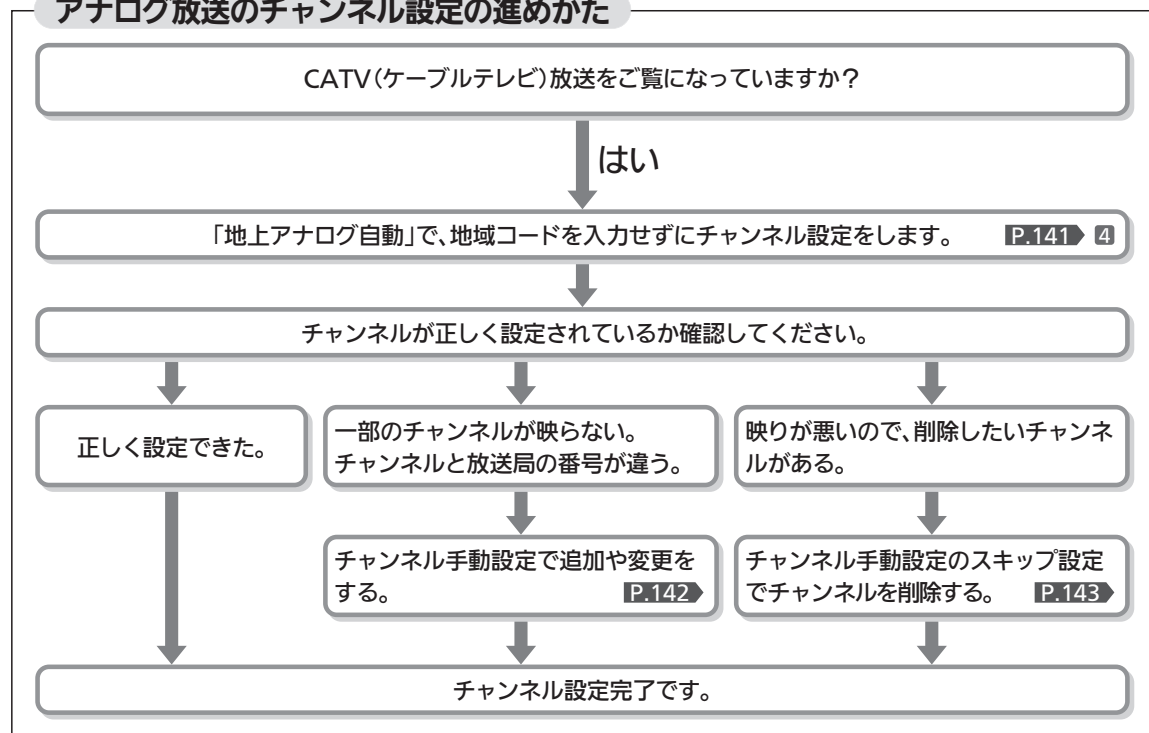 アナログ放送のチャンネル設定の進めかた
CATV(ケーブルテレビ)放送をご覧になっていますか?
はい
「地上アナログ自動」で、地域コードを入力せずにチャンネル設定をします。 P.141 4
チャンネルが正しく設定されているか確認してください。
正しく設定できた。
一部のチャンネルが映らない。
チャンネルと放送局の番号が違う。
映りが悪いので、削除したいチャンネ
ルがある。
チャンネル手動設定で追加や変更を
する。 P.142
チャンネル手動設定のスキップ設定
でチャンネルを削除する。 P.143
チャンネル設定完了です。